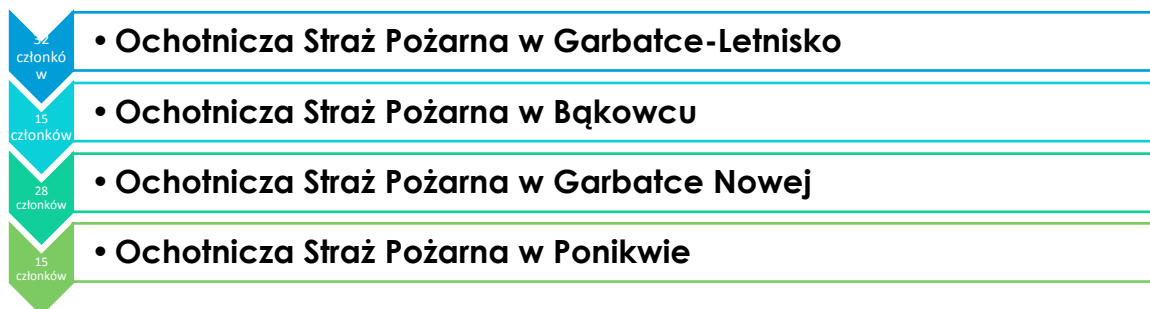 32
członkó
w
• Ochotnicza Straż Pożarna w Garbatce-Letnisko
15
członków
• Ochotnicza Straż Pożarna w Bąkowcu
28
członków
• Ochotnicza Straż Pożarna w Garbatce Nowej
15
członków
• Ochotnicza Straż Pożarna w Ponikwie